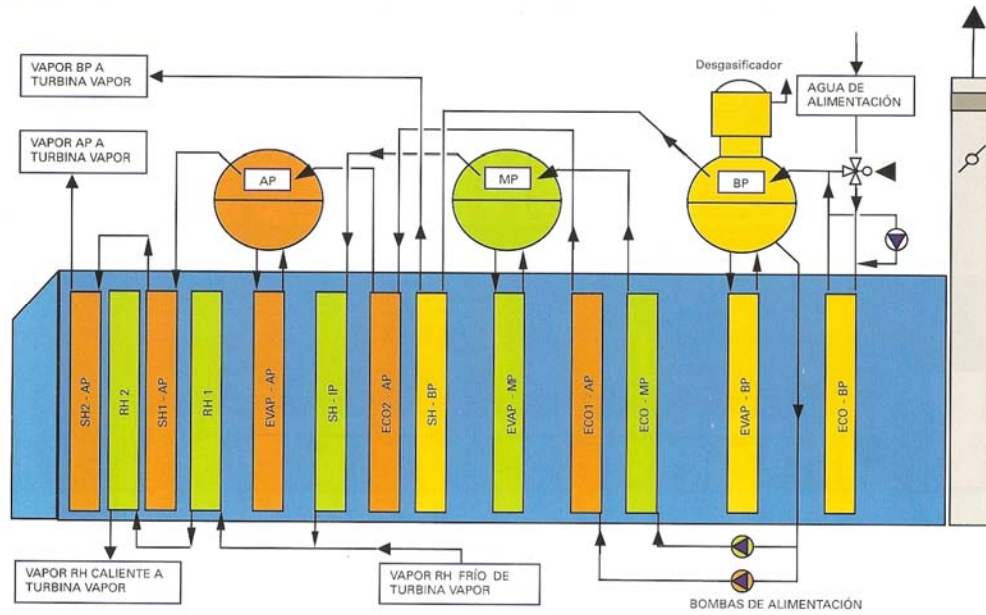 VAPOR BP A
TURBINA VAPOR
Desgasificador
AGUA DE
ALIMENTACIÓN
VAPOR AP A
TURBINA VAPOR
AP
MP
BP
SH2 - AP
RH 2
SH1 - AP
RH 1
EVAP - AP
SH - IP
ECO2 - AP
SH - BP
EVAP - MP
ECO1 - AP
ECO - MP
EVAP - BP
ECO - BP
VAPOR RH CALIENTE A
TURBINA VAPOR
VAPOR RH FRÍO DE
TURBINA VAPOR
BOMBAS DE ALIMENTACIÓN